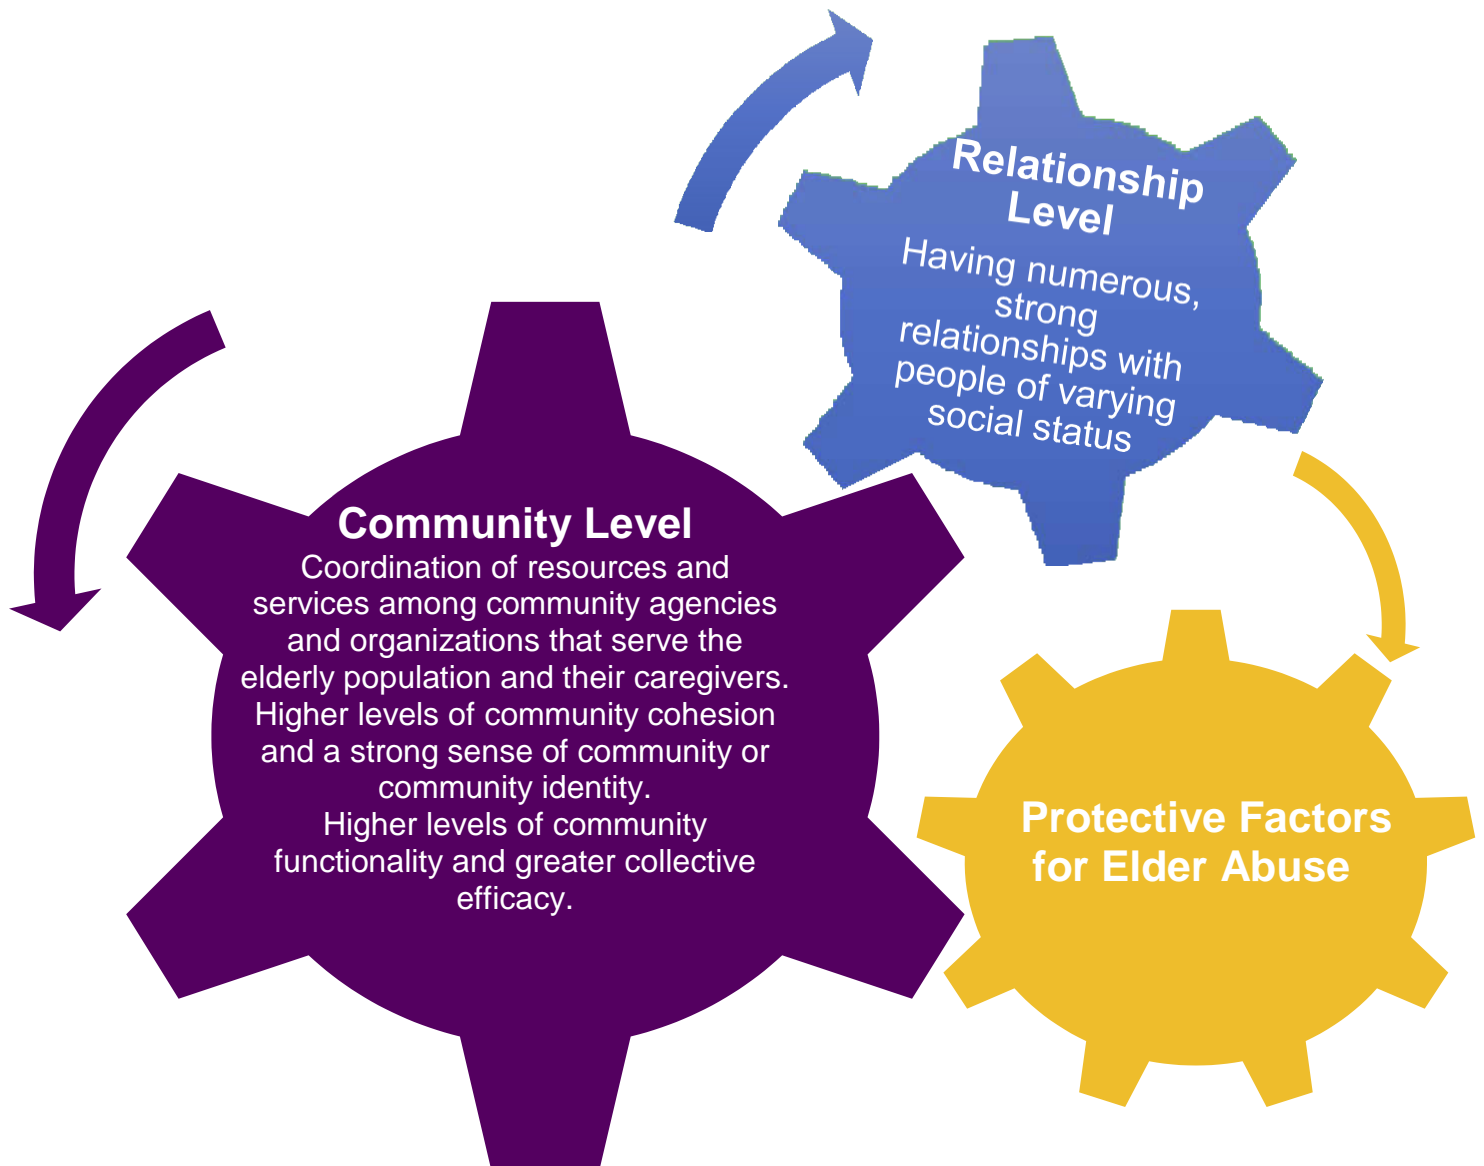 Relationship
Level
Having numerous,
strong
relationships with
people of varying
social status
Community Level
Coordination of resources and
services among community agencies
and organizations that serve the
elderly population and their caregivers.
Higher levels of community cohesion
and a strong sense of community or
community identity.
Higher levels of community
functionality and greater collective
efficacy.
Protective Factors
for Elder Abuse